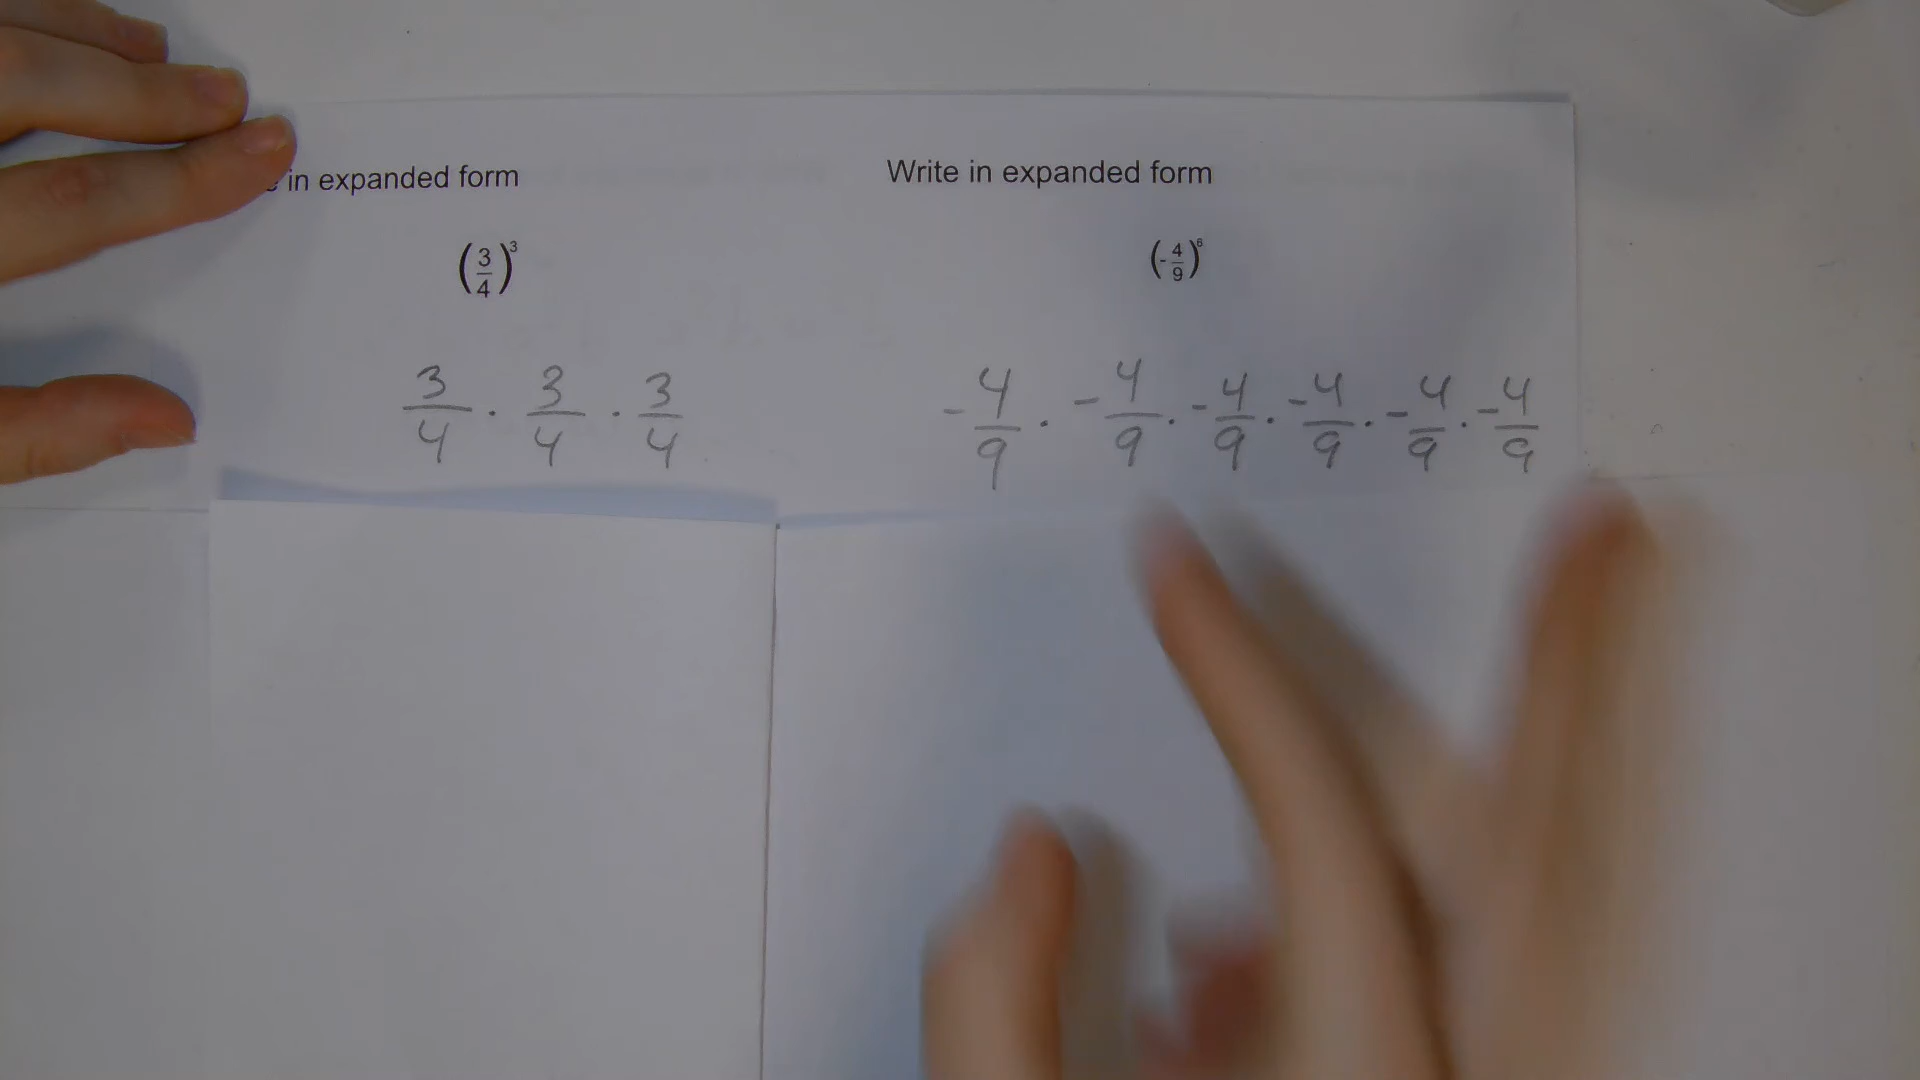 in expanded form
(3/4)³
3/4 · 3/4 · 3/4
Write in expanded form
(-4/9)⁶
-4/9 · -4/9 · -4/9 · -4/9 · -4/9 · -4/9